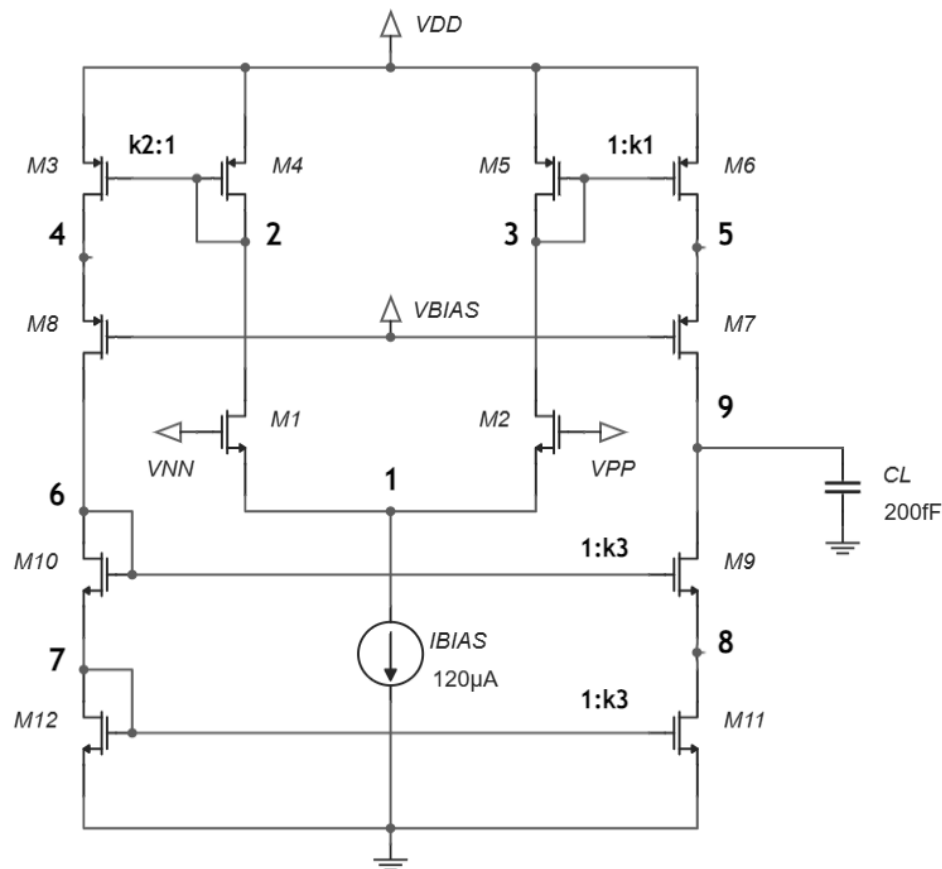 VDD
M3 k2:1 M4 M5 1:k1 M6
4 2 3 5
M8 VBIAS M7
9
M1 M2
VNN VPP
1
CL
200fF
6
M10 1:k3 M9
IBIAS
120µA
7 8
M12 1:k3 M11